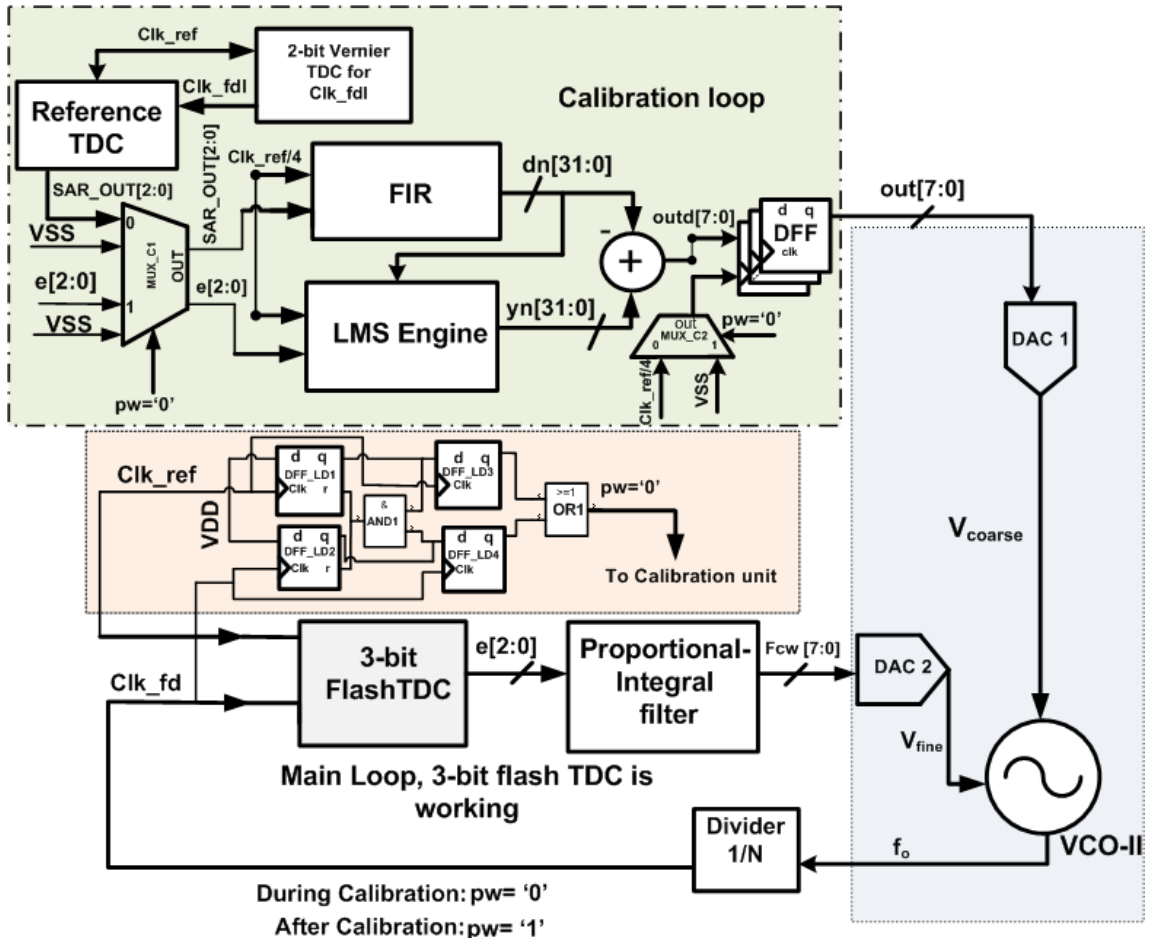 Clk_ref
2-bit Vernier
TDC for
Clk_fdl
Clk_fdl
Reference
TDC
Calibration loop
SAR_OUT[2:0]
SAR_OUT[2:0]
Clk_ref/4
FIR
dn[31:0]
out[7:0]
outd[7:0]
d q
DFF
clk
VSS
0
MUX_C1
OUT
e[2:0]
1
VSS
e[2:0]
-
+
LMS Engine
yn[31:0]
out
MUX_C2
0 1
pw='0'
Clk_ref/4
VSS
DAC 1
pw='0'
Clk_ref
VDD
d q
DFF_LD1
Clk r
d q
DFF_LD2
Clk r
&
AND1
d q
DFF_LD3
Clk
d q
DFF_LD4
Clk
>=1
OR1
pw='0'
To Calibration unit
Vcoarse
Clk_fd
3-bit
FlashTDC
e[2:0]
Proportional-
Integral
filter
Fcw [7:0]
DAC 2
Vfine
Main Loop, 3-bit flash TDC is
working
Divider
1/N
fo
VCO-II
During Calibration: pw= '0'
After Calibration: pw= '1'